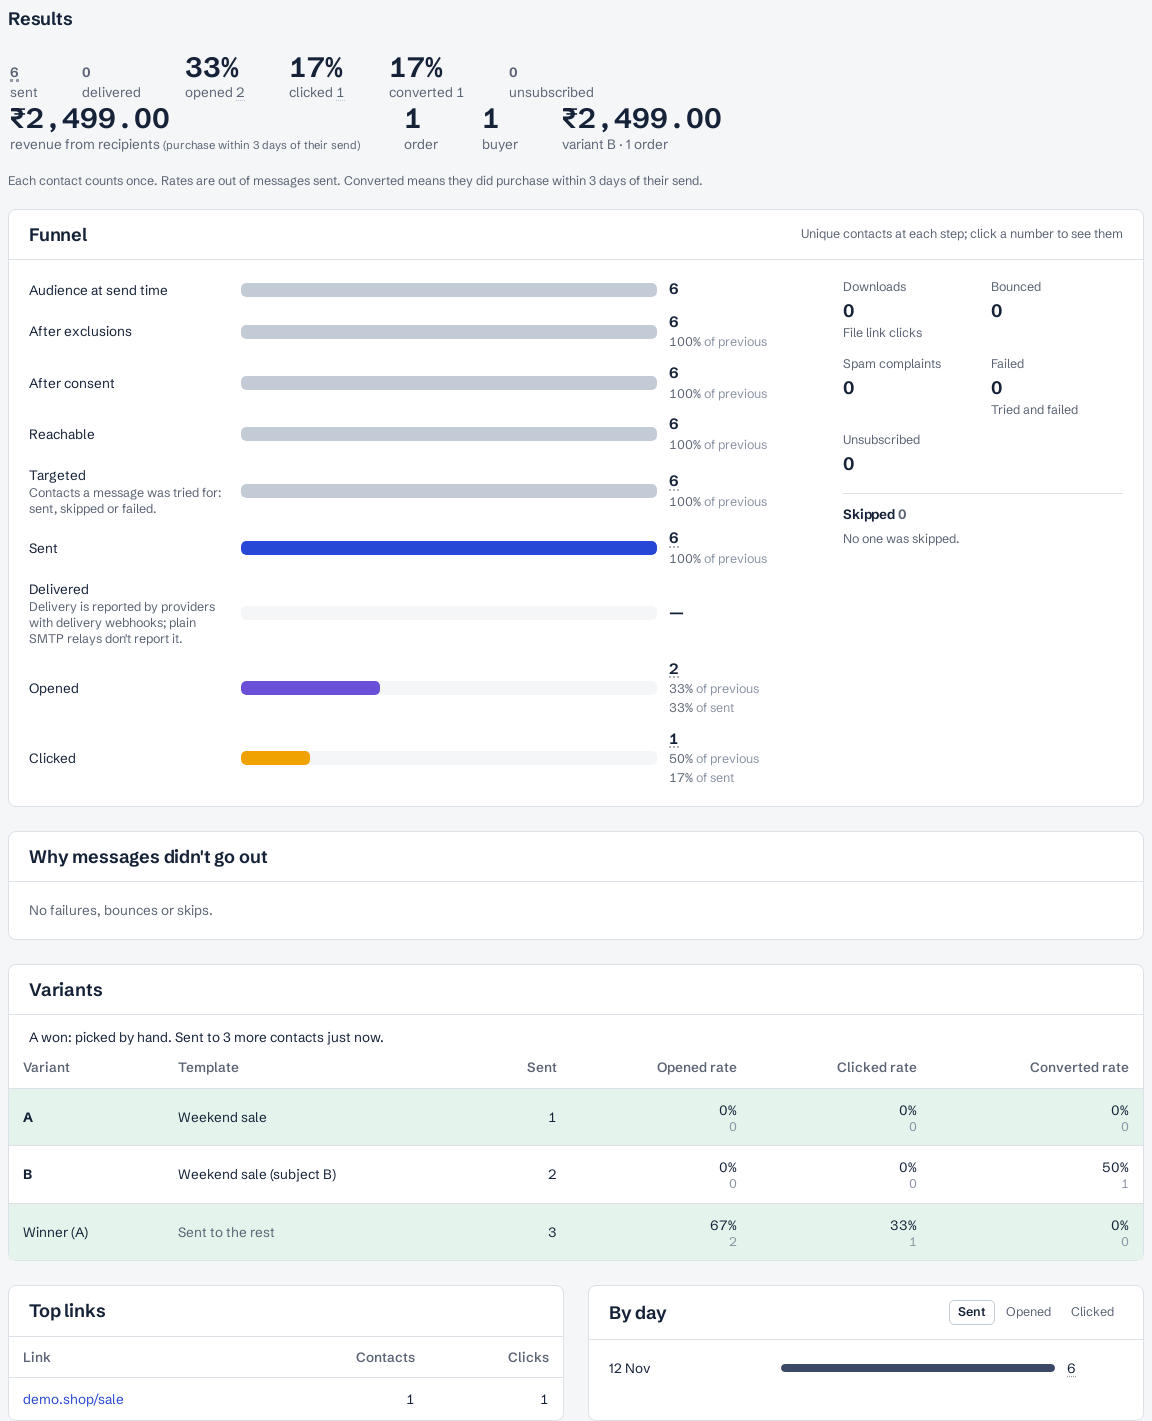 Results
6
sent
0
delivered
33%
opened 2
17%
clicked 1
17%
converted 1
0
unsubscribed
₹2,499.00
revenue from recipients (purchase within 3 days of their send)
1
order
1
buyer
₹2,499.00
variant B · 1 order
Each contact counts once. Rates are out of messages sent. Converted means they did purchase within 3 days of their send.
Funnel
Unique contacts at each step; click a number to see them
Audience at send time
6
After exclusions
6
100% of previous
After consent
6
100% of previous
Reachable
6
100% of previous
Targeted
Contacts a message was tried for:
sent, skipped or failed.
6
100% of previous
Sent
6
100% of previous
Delivered
Delivery is reported by providers
with delivery webhooks; plain
SMTP relays don't report it.
—
Opened
2
33% of previous
33% of sent
Clicked
1
50% of previous
17% of sent
Downloads
0
File link clicks
Bounced
0
Spam complaints
0
Failed
0
Tried and failed
Unsubscribed
0
Skipped 0
No one was skipped.
Why messages didn't go out
No failures, bounces or skips.
Variants
A won: picked by hand. Sent to 3 more contacts just now.
Variant Template Sent Opened rate Clicked rate Converted rate
A Weekend sale 1 0% 0% 0%
0 0 0
B Weekend sale (subject B) 2 0% 0% 50%
0 0 1
Winner (A) Sent to the rest 3 67% 33% 0%
2 1 0
Top links
Link Contacts Clicks
demo.shop/sale 1 1
By day
Sent Opened Clicked
12 Nov 6